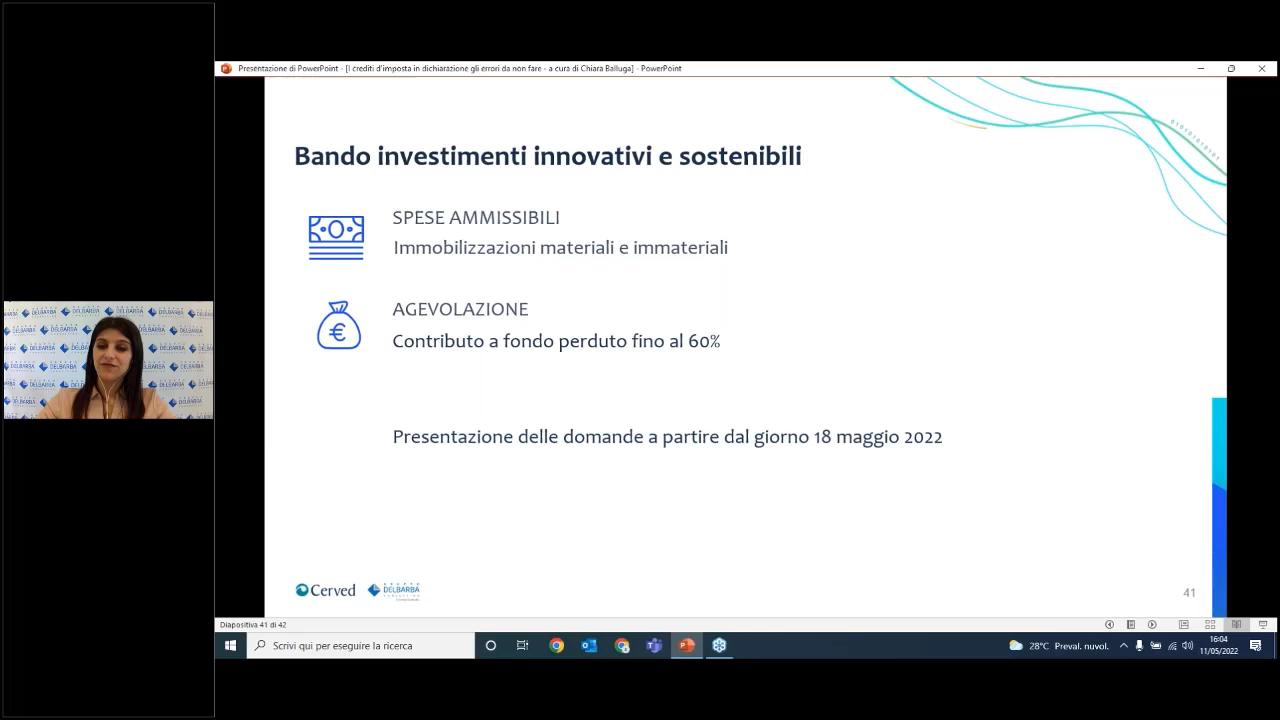 Presentazione di PowerPoint - [I crediti d'imposta in dichiarazione gli errori da non fare - a cura di Chiara Balluga] - PowerPoint
Bando investimenti innovativi e sostenibili
SPESE AMMISSIBILI
Immobilizzazioni materiali e immateriali
AGEVOLAZIONE
€
Contributo a fondo perduto fino al 60%
Presentazione delle domande a partire dal giorno 18 maggio 2022
DELBARBA
Cerved
GRUPPO
DELBARBA
41
Diapositiva 41 di 42
Scrivi qui per eseguire la ricerca
28°C Preval. nuvol.
16:04
11/05/2022